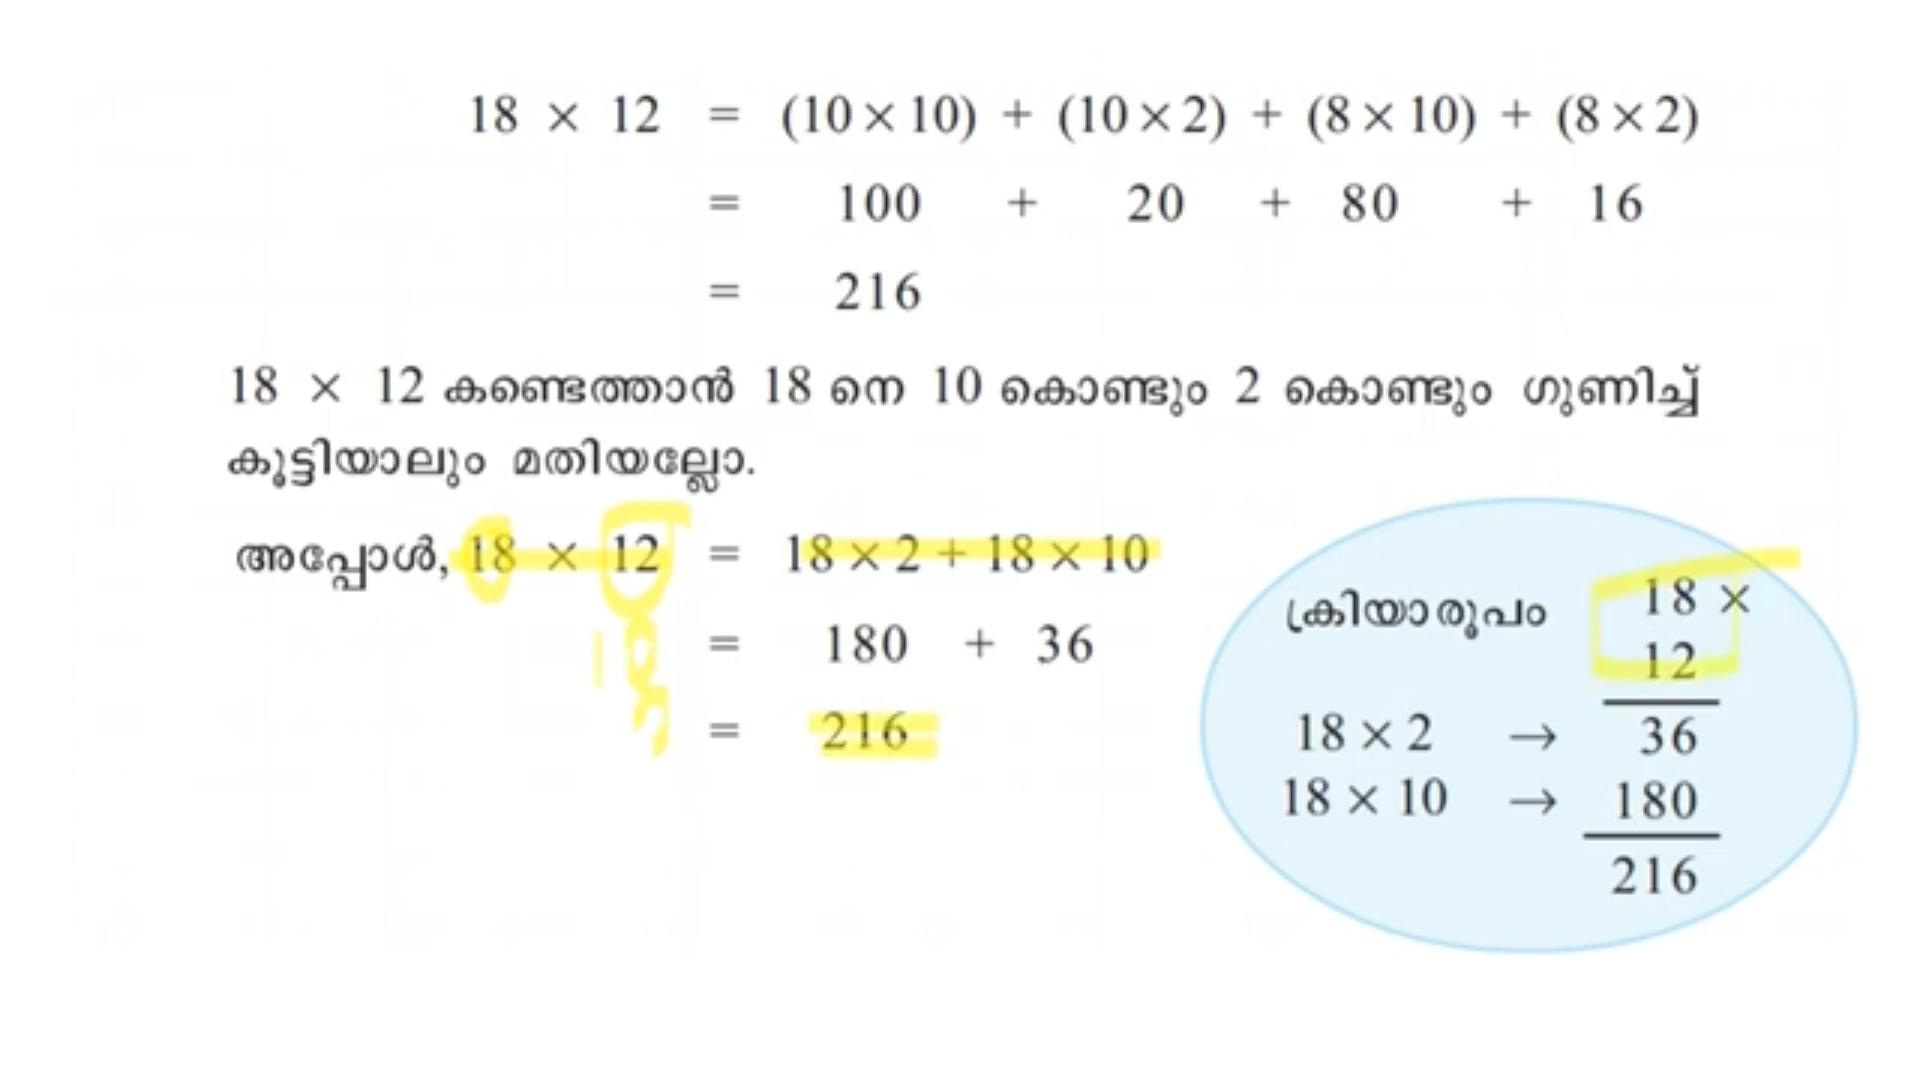 18 × 12 = (10 × 10) + (10 × 2) + (8 × 10) + (8 × 2)
= 100 + 20 + 80 + 16
= 216
18 × 12 കണ്ടെത്താൻ 18 നെ 10 കൊണ്ടും 2 കൊണ്ടും ഗുണിച്ച്
കൂട്ടിയാലും മതിയല്ലോ.
അപ്പോൾ, 18 × 12 = 18 × 2 + 18 × 10
= 180 + 36
= 216
10
2
ക്രിയാരൂപം
18 ×
12
18 × 2 → 36
18 × 10 → 180
216